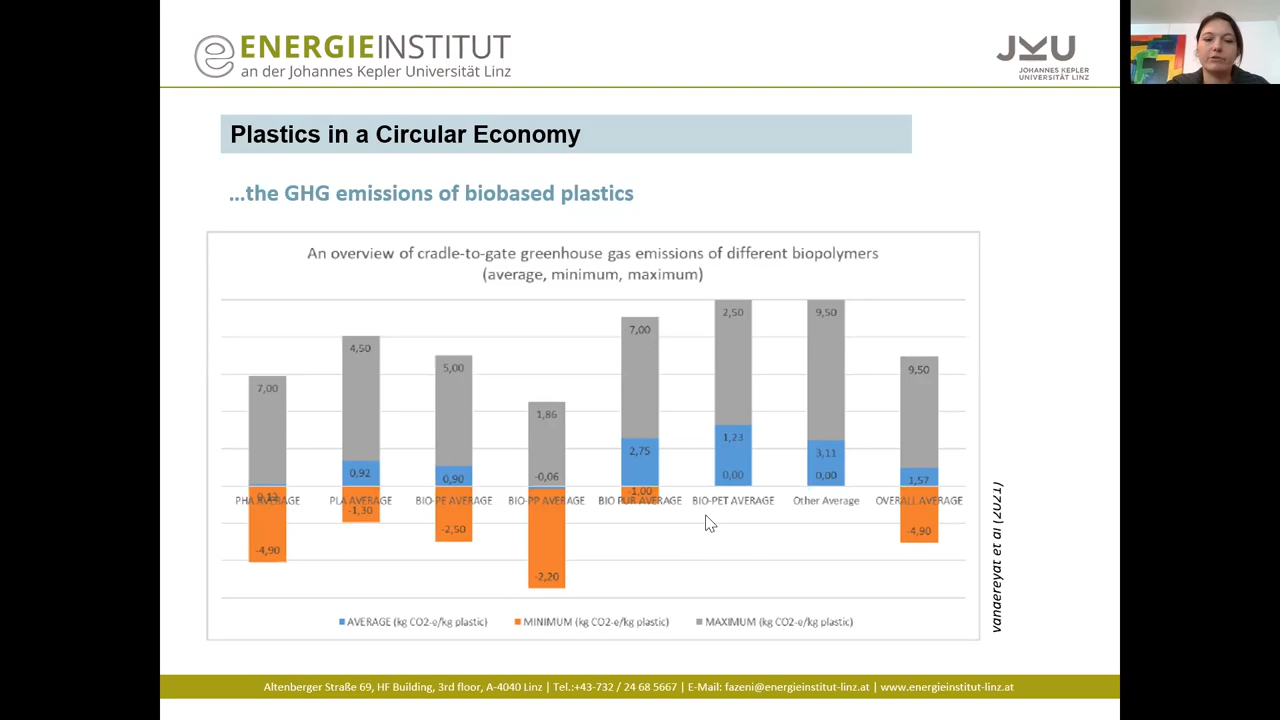 ENERGIEINSTITUT
an der Johannes Kepler Universität Linz
JKU
JOHANNES KEPLER
UNIVERSITÄT LINZ
Plastics in a Circular Economy
...the GHG emissions of biobased plastics
An overview of cradle-to-gate greenhouse gas emissions of different biopolymers
(average, minimum, maximum)
7,00 4,50 5,00 1,86 7,00 2,50 9,50 9,50
0,12 0,92 0,90 -0,06 2,75 1,23 3,11 1,57
0,00 0,00
PHA AVERAGE PLA AVERAGE BIO-PE AVERAGE BIO-PP AVERAGE BIO PUR AVERAGE BIO-PET AVERAGE Other Average OVERALL AVERAGE
-4,90 -1,30 -2,50 -2,20 -1,00 -4,90
AVERAGE (kg CO2-e/kg plastic) MINIMUM (kg CO2-e/kg plastic) MAXIMUM (kg CO2-e/kg plastic)
vanaereyat et al (2021)
Altenberger Straße 69, HF Building, 3rd floor, A-4040 Linz | Tel.:+43-732 / 24 68 5667 | E-Mail: fazeni@energieinstitut-linz.at | www.energieinstitut-linz.at